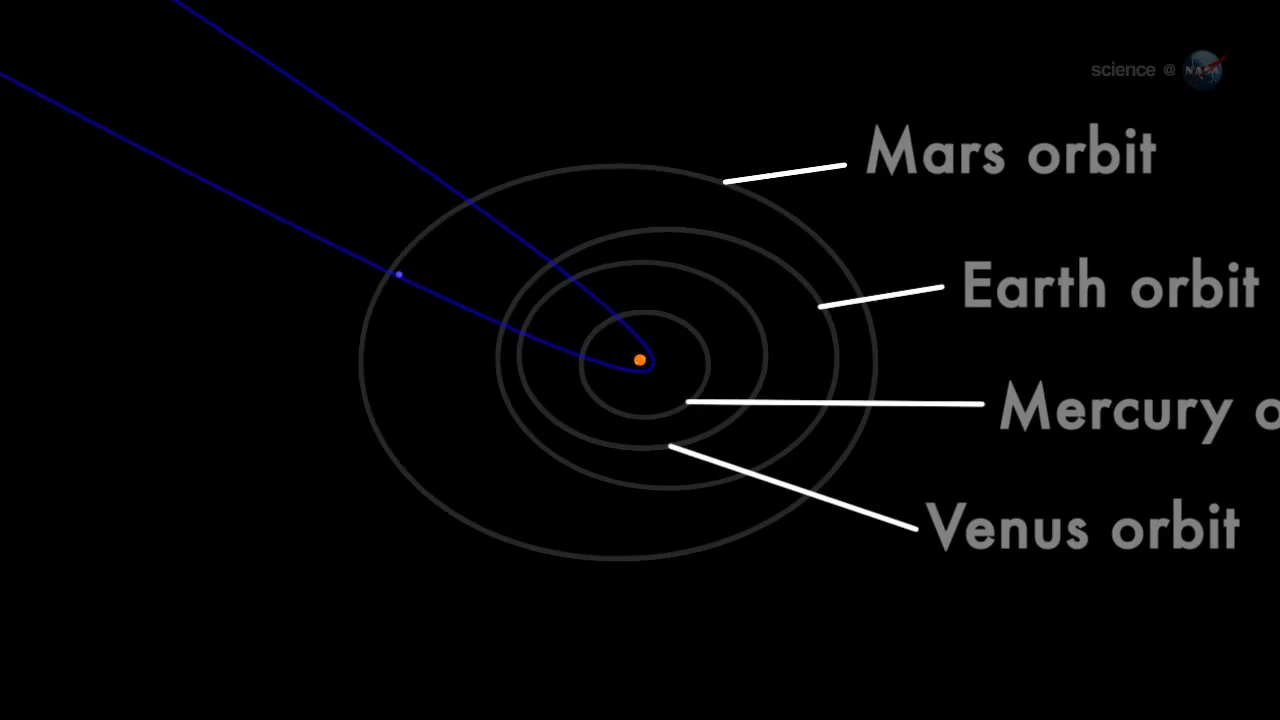 science @ NASA
Mars orbit
Earth orbit
Mercury o
Venus orbit